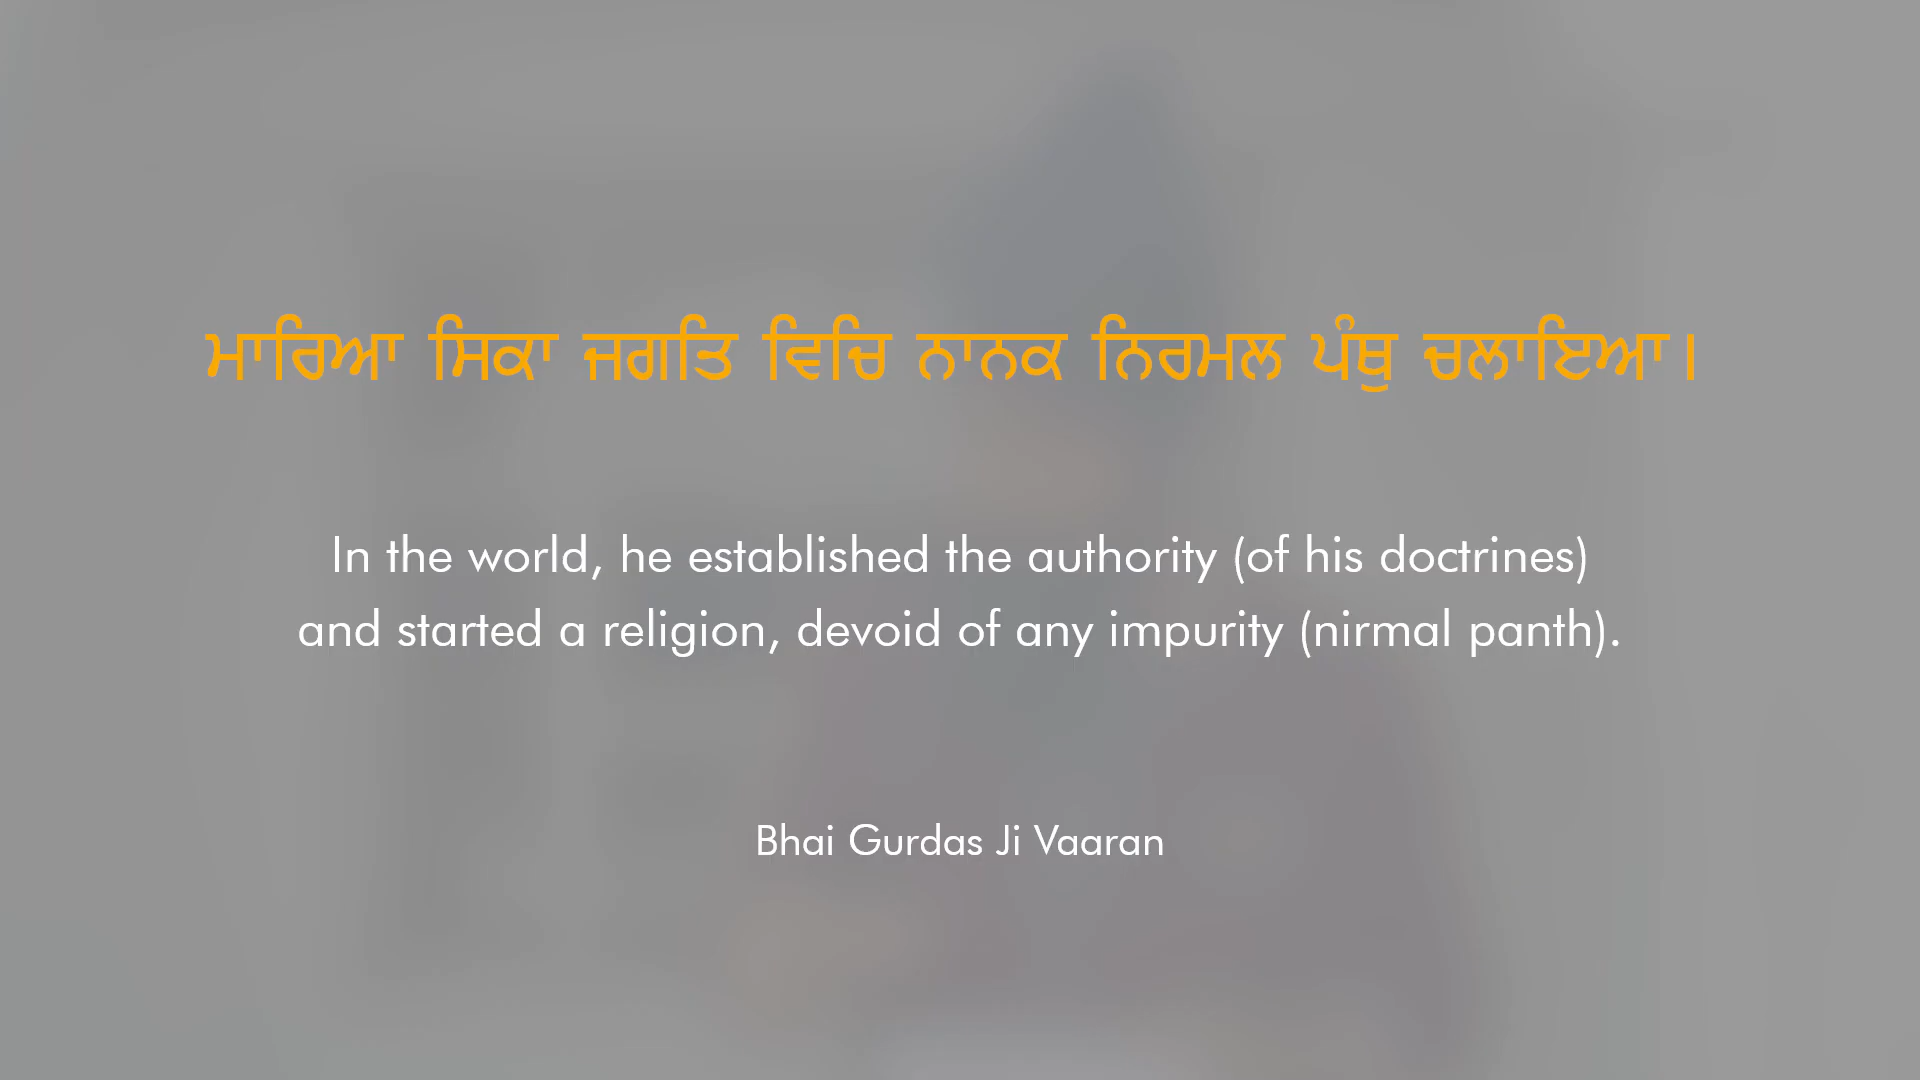 ਮਾਰਿਆ ਸਿਕਾ ਜਗਤਿ ਵਿਚਿ ਨਾਨਕ ਨਿਰਮਲ ਪੰਥੁ ਚਲਾਇਆ।
In the world, he established the authority (of his doctrines)
and started a religion, devoid of any impurity (nirmal panth).
Bhai Gurdas Ji Vaaran